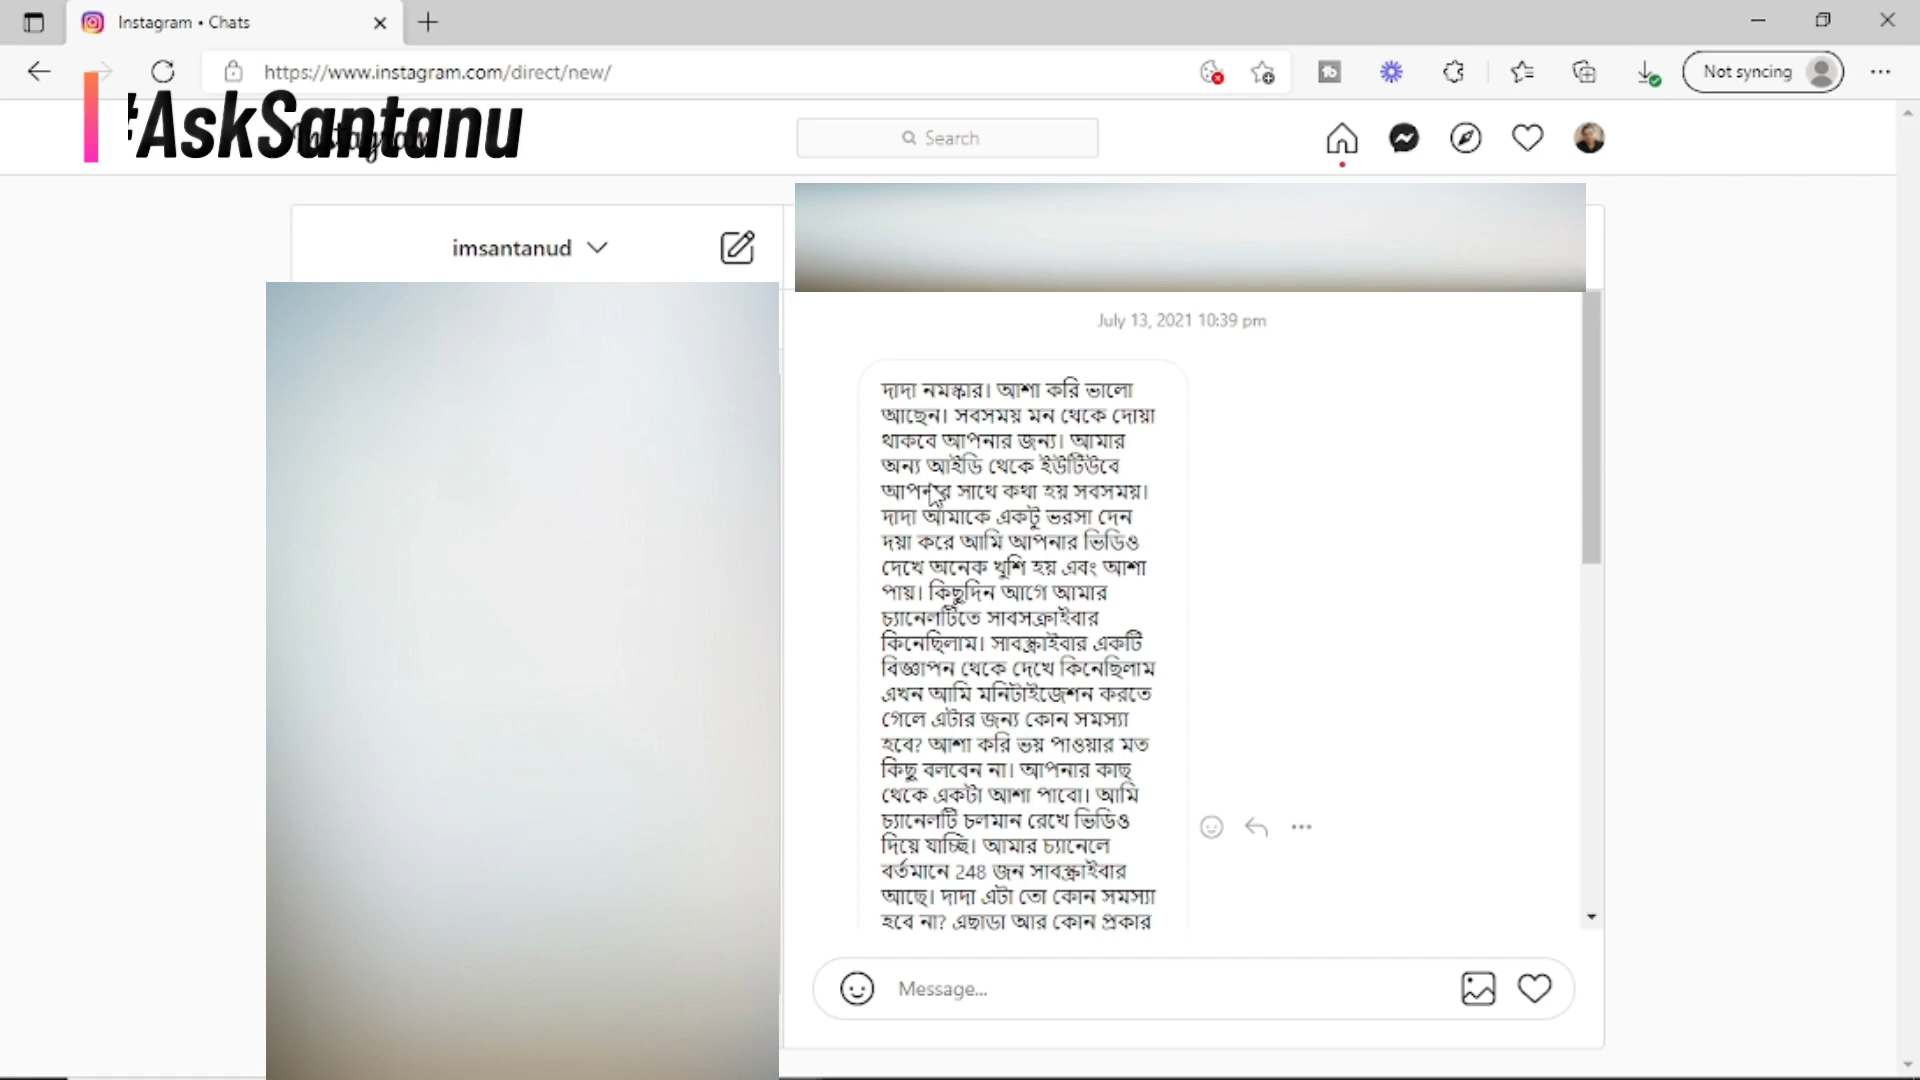 Instagram • Chats
https://www.instagram.com/direct/new/
Not syncing
#AskSantanu
Instagram
Search
imsantanud
July 13, 2021 10:39 pm
দাদা নমস্কার। আশা করি ভালো
আছেন। সবসময় মন থেকে দোয়া
থাকবে আপনার জন্য। আমার
অন্য আইডি থেকে ইউটিউবে
আপনার সাথে কথা হয় সবসময়।
দাদা আমাকে একটু ভরসা দেন
দয়া করে আমি আপনার ভিডিও
দেখে অনেক খুশি হয় এবং আশা
পায়। কিছুদিন আগে আমার
চ্যানেলটিতে সাবসক্রাইবার
কিনেছিলাম। সাবস্ক্রাইবার একটি
বিজ্ঞাপন থেকে দেখে কিনেছিলাম
এখন আমি মনিটাইজেশন করতে
গেলে এটার জন্য কোন সমস্যা
হবে? আশা করি ভয় পাওয়ার মত
কিছু বলবেন না। আপনার কাছ
থেকে একটা আশা পাবো। আমি
চ্যানেলটি চলমান রেখে ভিডিও
দিয়ে যাচ্ছি। আমার চ্যানেলে
বর্তমানে 248 জন সাবস্ক্রাইবার
আছে। দাদা এটা তো কোন সমস্যা
হবে না? এছাড়া আর কোন প্রকার
Message...